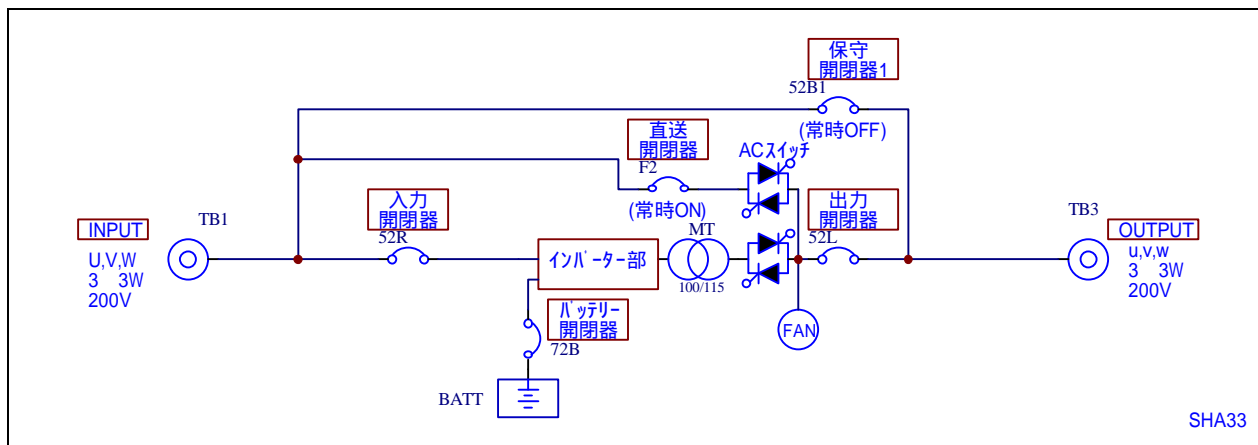 保守
開閉器1
52B1
(常時OFF)
直送
開閉器
F2
(常時ON)
ACスイッチ
入力
開閉器
52R
出力
開閉器
52L
MT
100/115
インバーター部
TB1
INPUT
U,V,W
3 3W
200V
TB3
OUTPUT
u,v,w
3 3W
200V
バッテリー
開閉器
72B
FAN
BATT
SHA33